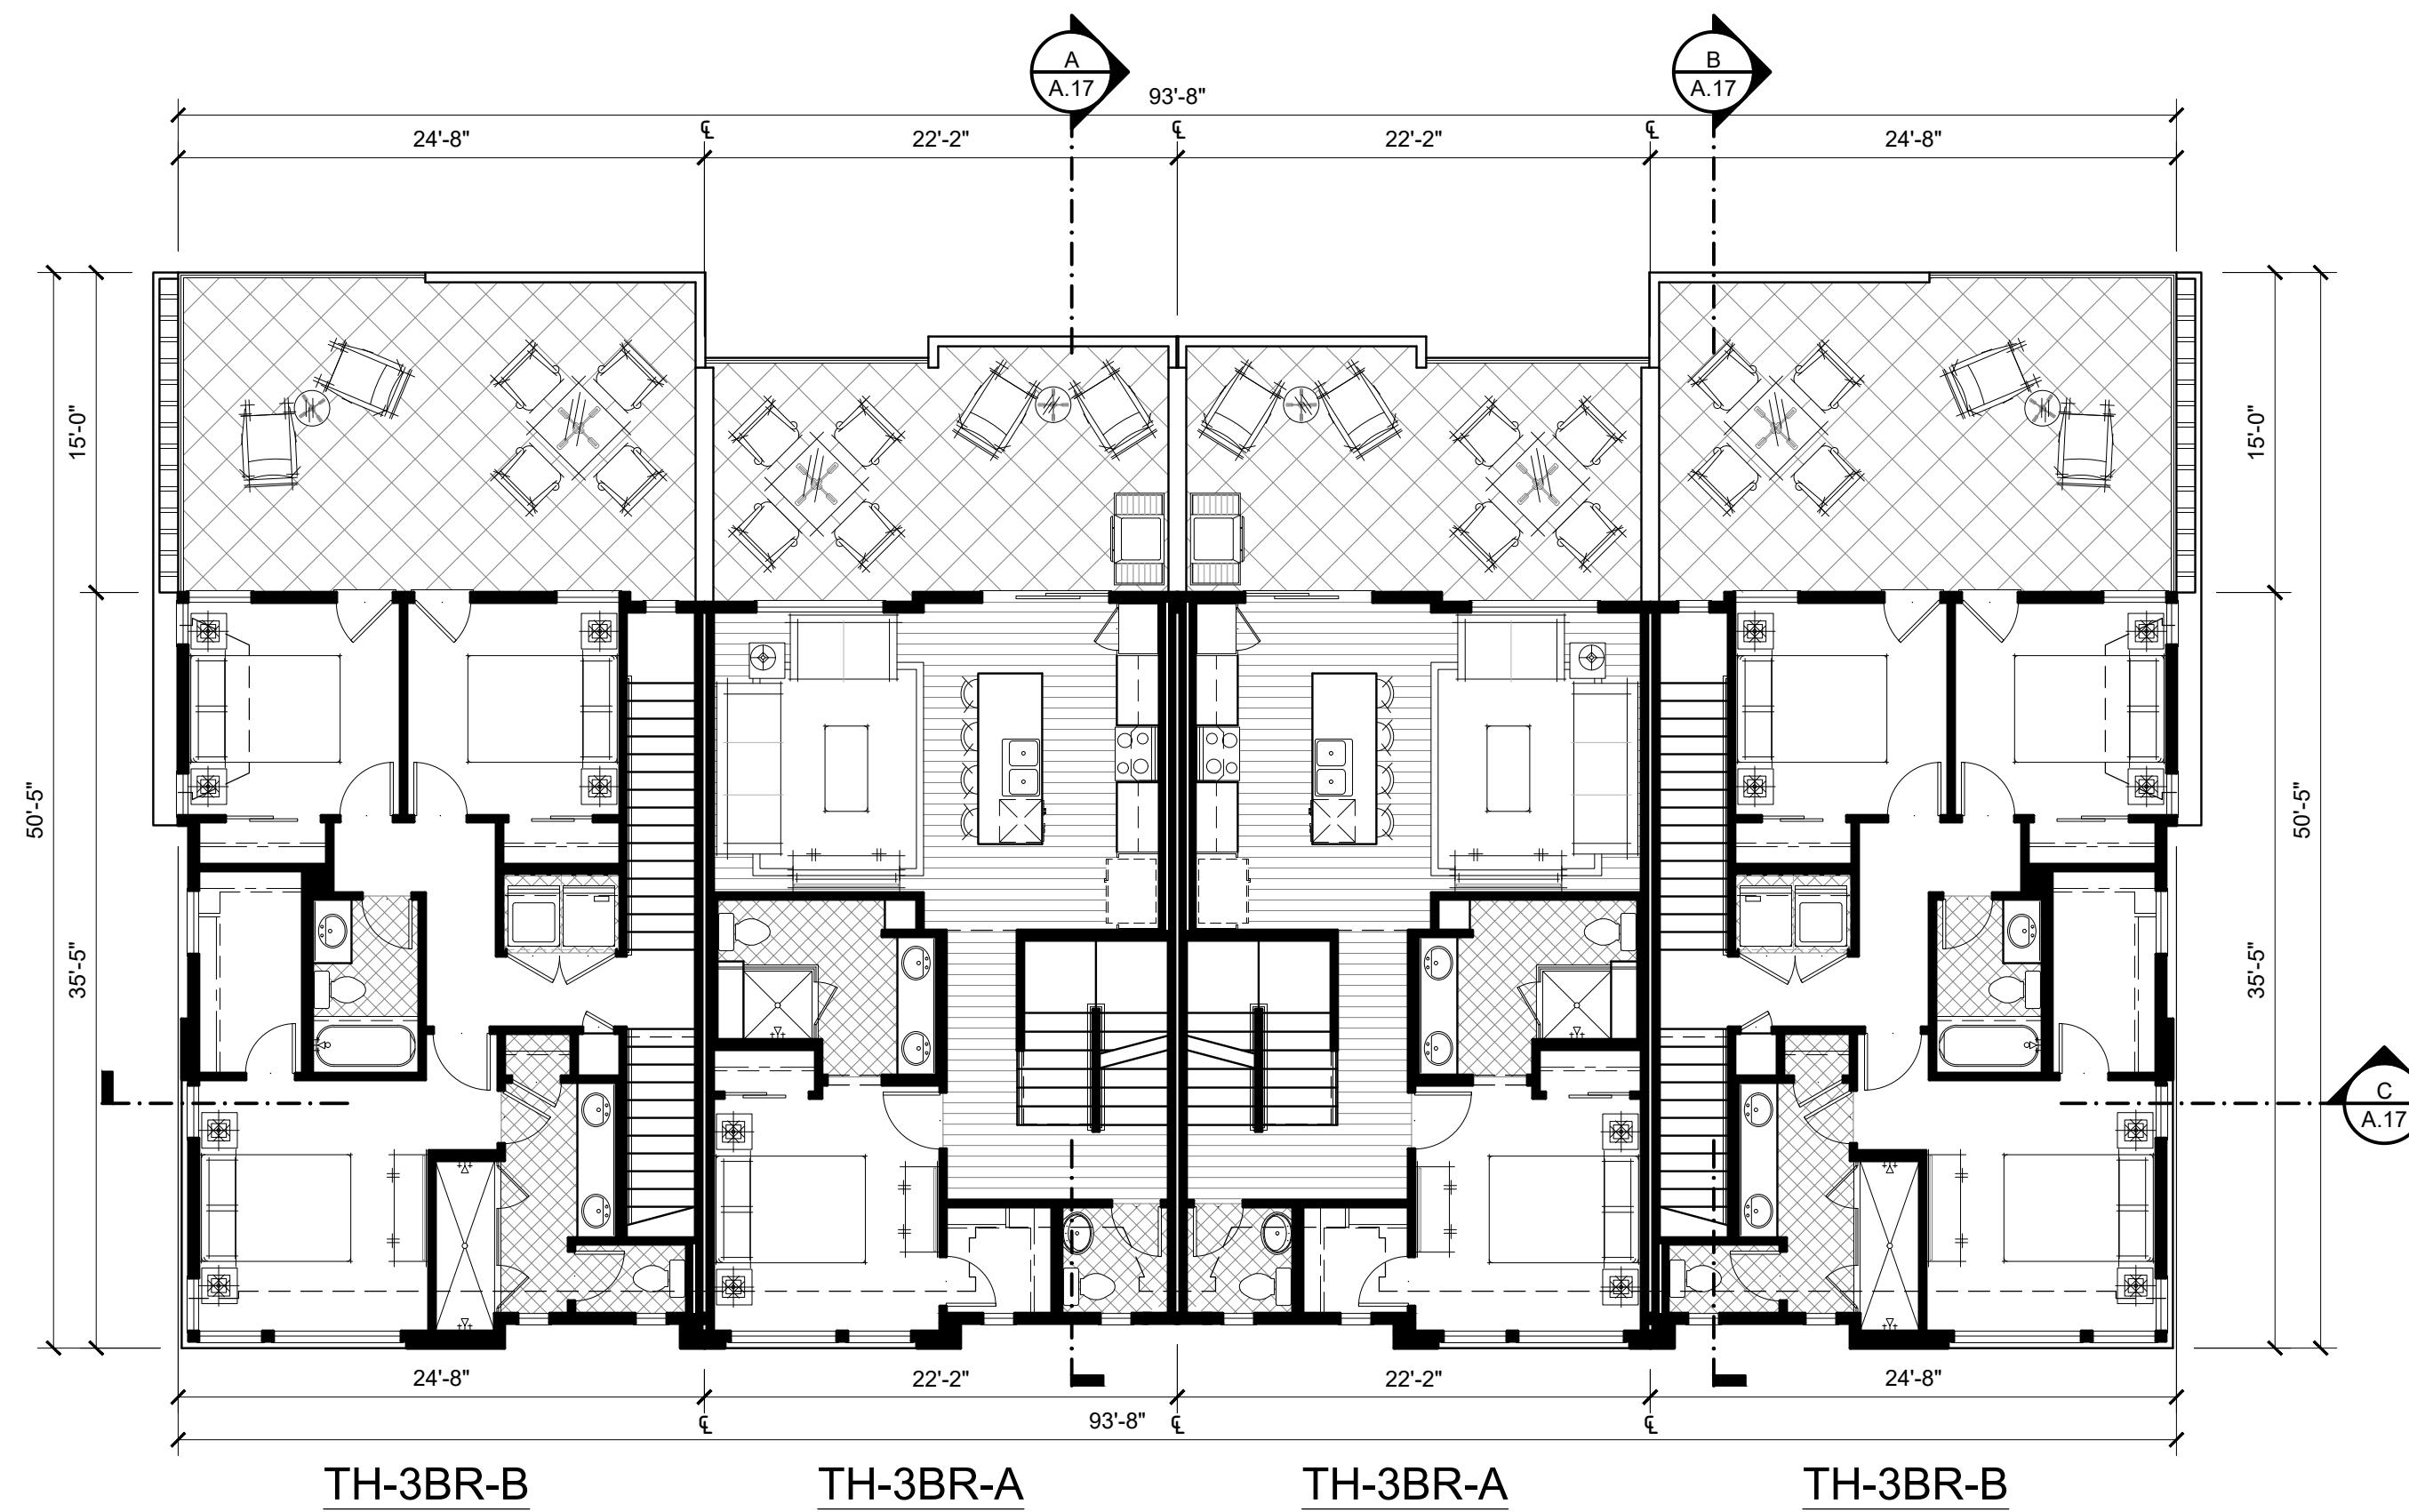 A
A.17
B
A.17
93'-8"
24'-8"
℄
22'-2"
℄
22'-2"
℄
24'-8"
15'-0"
15'-0"
50'-5"
50'-5"
35'-5"
35'-5"
C
A.17
24'-8"
22'-2"
22'-2"
24'-8"
℄
93'-8"
℄
℄
TH-3BR-B
TH-3BR-A
TH-3BR-A
TH-3BR-B